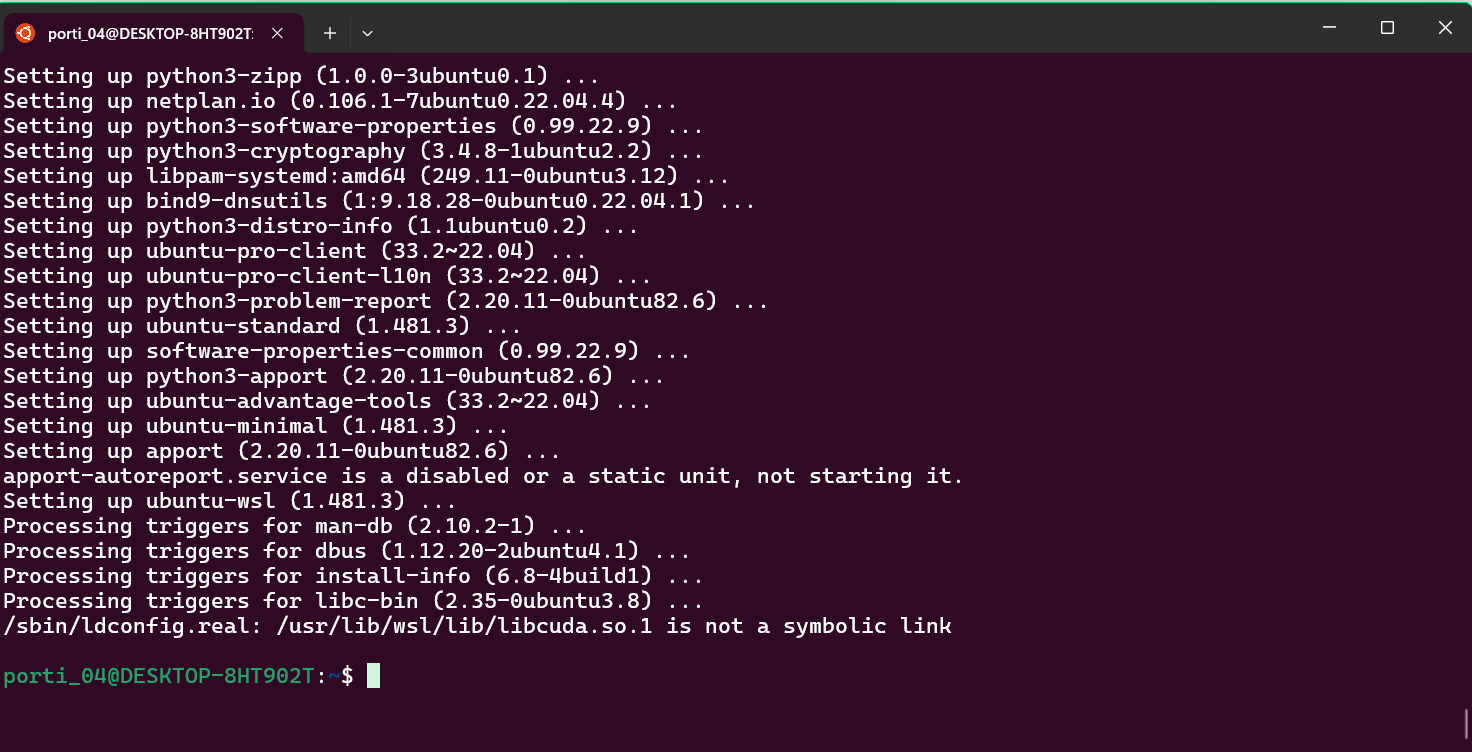 porti_04@DESKTOP-8HT902T:
Setting up python3-zipp (1.0.0-3ubuntu0.1) ...
Setting up netplan.io (0.106.1-7ubuntu0.22.04.4) ...
Setting up python3-software-properties (0.99.22.9) ...
Setting up python3-cryptography (3.4.8-1ubuntu2.2) ...
Setting up libpam-systemd:amd64 (249.11-0ubuntu3.12) ...
Setting up bind9-dnsutils (1:9.18.28-0ubuntu0.22.04.1) ...
Setting up python3-distro-info (1.1ubuntu0.2) ...
Setting up ubuntu-pro-client (33.2~22.04) ...
Setting up ubuntu-pro-client-l10n (33.2~22.04) ...
Setting up python3-problem-report (2.20.11-0ubuntu82.6) ...
Setting up ubuntu-standard (1.481.3) ...
Setting up software-properties-common (0.99.22.9) ...
Setting up python3-apport (2.20.11-0ubuntu82.6) ...
Setting up ubuntu-advantage-tools (33.2~22.04) ...
Setting up ubuntu-minimal (1.481.3) ...
Setting up apport (2.20.11-0ubuntu82.6) ...
apport-autoreport.service is a disabled or a static unit, not starting it.
Setting up ubuntu-wsl (1.481.3) ...
Processing triggers for man-db (2.10.2-1) ...
Processing triggers for dbus (1.12.20-2ubuntu4.1) ...
Processing triggers for install-info (6.8-4build1) ...
Processing triggers for libc-bin (2.35-0ubuntu3.8) ...
/sbin/ldconfig.real: /usr/lib/wsl/lib/libcuda.so.1 is not a symbolic link
porti_04@DESKTOP-8HT902T:~$